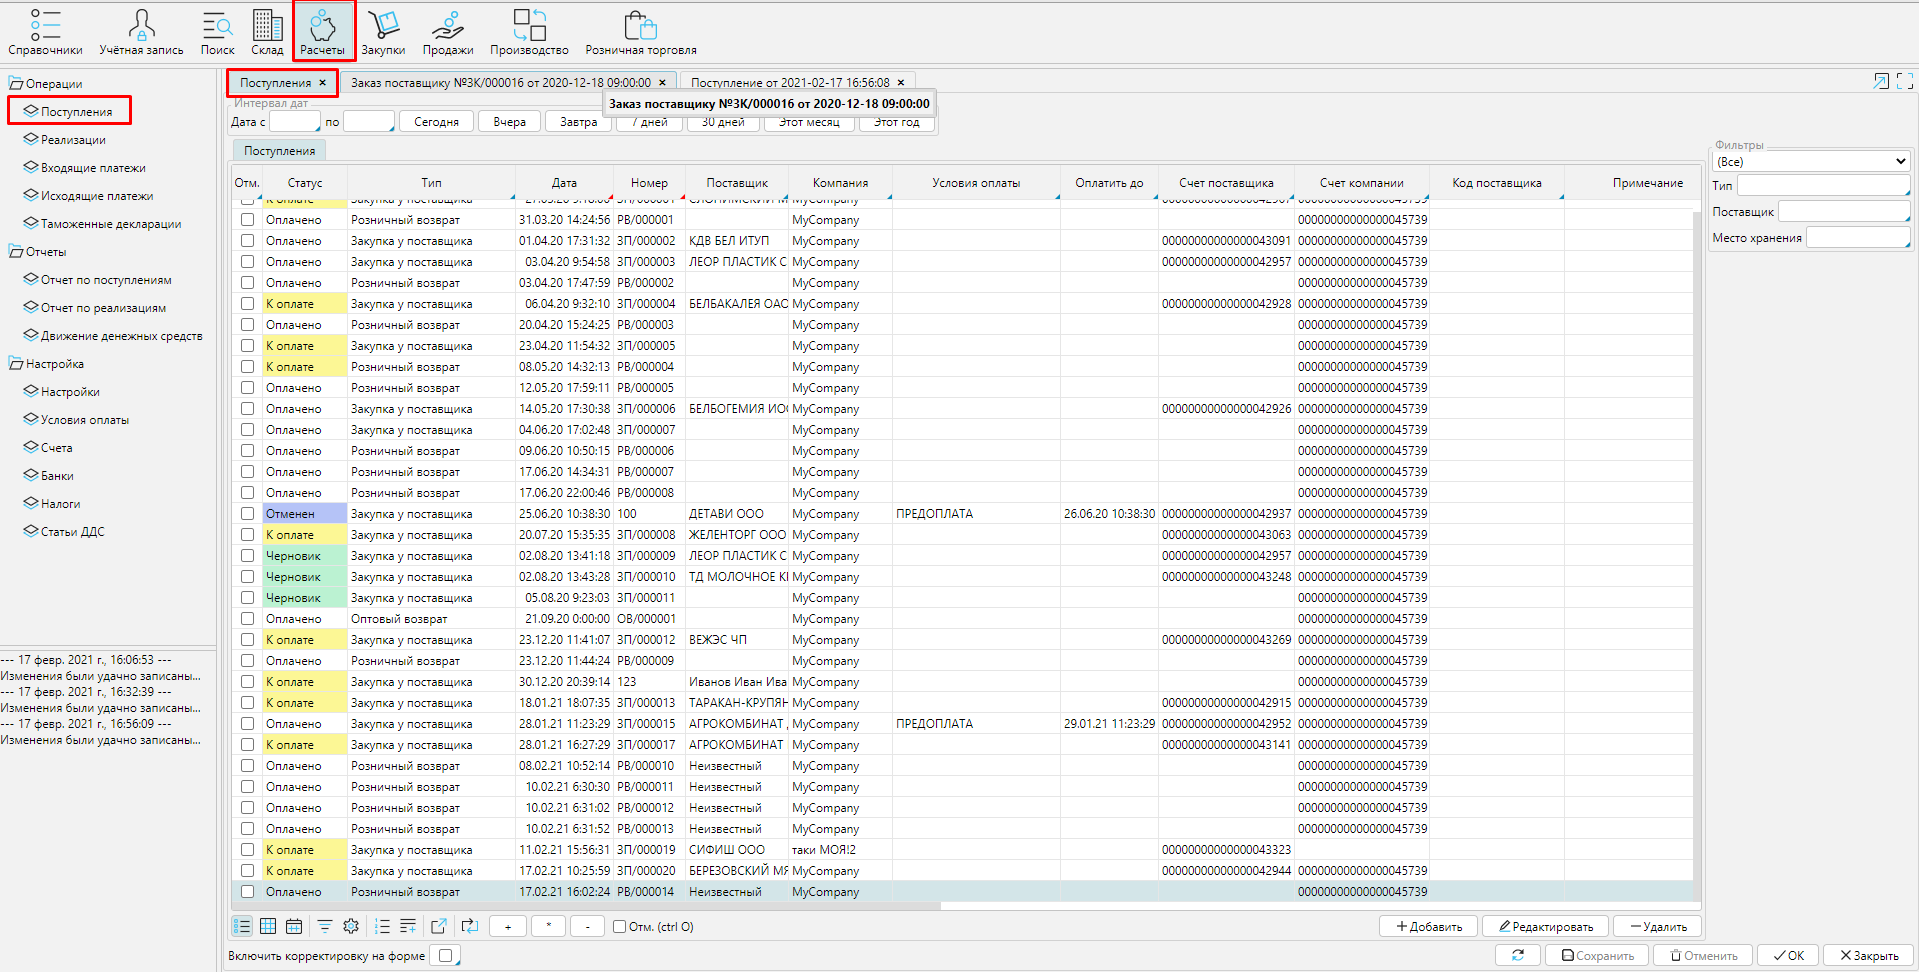 Справочники Учётная запись Поиск Склад Расчеты Закупки Продажи Производство Розничная торговля
Операции
Поступления
Реализации
Входящие платежи
Исходящие платежи
Таможенные декларации
Отчеты
Отчет по поступлениям
Отчет по реализациям
Движение денежных средств
Настройка
Настройки
Условия оплаты
Счета
Банки
Налоги
Статьи ДДС
--- 17 февр. 2021 г., 16:06:53 ---
Изменения были удачно записаны...
--- 17 февр. 2021 г., 16:32:39 ---
Изменения были удачно записаны...
--- 17 февр. 2021 г., 16:56:09 ---
Изменения были удачно записаны...
Поступления × Заказ поставщику №ЗК/000016 от 2020-12-18 09:00:00 × Поступление от 2021-02-17 16:56:08 ×
Заказ поставщику №ЗК/000016 от 2020-12-18 09:00:00
Интервал дат
Дата с по Сегодня Вчера Завтра 7 дней 30 дней Этот месяц Этот год
Поступления
Отм. Статус Тип Дата Номер Поставщик Компания Условия оплаты Оплатить до Счет поставщика Счет компании Код поставщика Примечание
Оплачено Розничный возврат 31.03.20 14:24:56 РВ/000001 MyCompany 00000000000000045739
Оплачено Закупка у поставщика 01.04.20 17:31:32 ЗП/000002 КДВ БЕЛ ИТУП MyCompany 00000000000000043091 00000000000000045739
Оплачено Закупка у поставщика 03.04.20 9:54:58 ЗП/000003 ЛЕОР ПЛАСТИК С MyCompany 00000000000000042957 00000000000000045739
Оплачено Розничный возврат 03.04.20 17:47:59 РВ/000002 MyCompany 00000000000000045739
К оплате Закупка у поставщика 06.04.20 9:32:10 ЗП/000004 БЕЛБАКАЛЕЯ ОАО MyCompany 00000000000000042928 00000000000000045739
Оплачено Розничный возврат 20.04.20 15:24:25 РВ/000003 MyCompany 00000000000000045739
К оплате Закупка у поставщика 23.04.20 11:54:32 ЗП/000005 MyCompany 00000000000000045739
К оплате Розничный возврат 08.05.20 14:32:13 РВ/000004 MyCompany 00000000000000045739
Оплачено Розничный возврат 12.05.20 17:59:11 РВ/000005 MyCompany 00000000000000045739
Оплачено Закупка у поставщика 14.05.20 17:30:38 ЗП/000006 БЕЛБОГЕМИЯ ИОО MyCompany 00000000000000042926 00000000000000045739
Оплачено Закупка у поставщика 04.06.20 17:02:48 ЗП/000007 MyCompany 00000000000000045739
Оплачено Розничный возврат 09.06.20 10:50:15 РВ/000006 MyCompany 00000000000000045739
Оплачено Розничный возврат 17.06.20 14:34:31 РВ/000007 MyCompany 00000000000000045739
Оплачено Розничный возврат 17.06.20 22:00:46 РВ/000008 MyCompany 00000000000000045739
Отменен Закупка у поставщика 25.06.20 10:38:30 100 ДЕТАВИ ООО MyCompany ПРЕДОПЛАТА 26.06.20 10:38:30 00000000000000042937 00000000000000045739
К оплате Закупка у поставщика 20.07.20 15:35:35 ЗП/000008 ЖЕЛЕНТОРГ ООО MyCompany 00000000000000043063 00000000000000045739
Черновик Закупка у поставщика 02.08.20 13:41:18 ЗП/000009 ЛЕОР ПЛАСТИК С MyCompany 00000000000000042957 00000000000000045739
Черновик Закупка у поставщика 02.08.20 13:43:28 ЗП/000010 ТД МОЛОЧНОЕ К MyCompany 00000000000000043248 00000000000000045739
Черновик Закупка у поставщика 05.08.20 9:23:03 ЗП/000011 MyCompany 00000000000000045739
Оплачено Оптовый возврат 21.09.20 0:00:00 ОВ/000001 MyCompany 00000000000000045739
К оплате Закупка у поставщика 23.12.20 11:41:07 ЗП/000012 ВЕЖЭС ЧП MyCompany 00000000000000043269 00000000000000045739
Оплачено Розничный возврат 23.12.20 11:44:24 РВ/000009 MyCompany 00000000000000045739
К оплате Закупка у поставщика 30.12.20 20:39:14 123 Иванов Иван Ива MyCompany 00000000000000045739
К оплате Закупка у поставщика 18.01.21 18:07:35 ЗП/000013 ТАРАКАН-КРУПЯН MyCompany 00000000000000042915 00000000000000045739
Оплачено Закупка у поставщика 28.01.21 11:23:29 ЗП/000015 АГРОКОМБИНАТ MyCompany ПРЕДОПЛАТА 29.01.21 11:23:29 00000000000000042952 00000000000000045739
К оплате Закупка у поставщика 28.01.21 16:27:29 ЗП/000017 АГРОКОМБИНАТ MyCompany 00000000000000043141 00000000000000045739
Оплачено Розничный возврат 08.02.21 10:52:14 РВ/000010 Неизвестный MyCompany 00000000000000045739
Оплачено Розничный возврат 10.02.21 6:30:30 РВ/000011 Неизвестный MyCompany 00000000000000045739
Оплачено Розничный возврат 10.02.21 6:31:02 РВ/000012 Неизвестный MyCompany 00000000000000045739
Оплачено Розничный возврат 10.02.21 6:31:52 РВ/000013 Неизвестный MyCompany 00000000000000045739
К оплате Закупка у поставщика 11.02.21 15:56:31 ЗП/000019 СИФИШ ООО таки МОЯ!2 00000000000000043323
К оплате Закупка у поставщика 17.02.21 10:25:59 ЗП/000020 БЕРЕЗОВСКИЙ МЯ MyCompany 00000000000000042944 00000000000000045739
Оплачено Розничный возврат 17.02.21 16:02:24 РВ/000014 Неизвестный MyCompany 00000000000000045739
+ * - Отм. (ctrl O) + Добавить Редактировать — Удалить
Включить корректировку на форме Сохранить Отменить OK Закрыть
Фильтры
(Все)
Тип
Поставщик
Место хранения